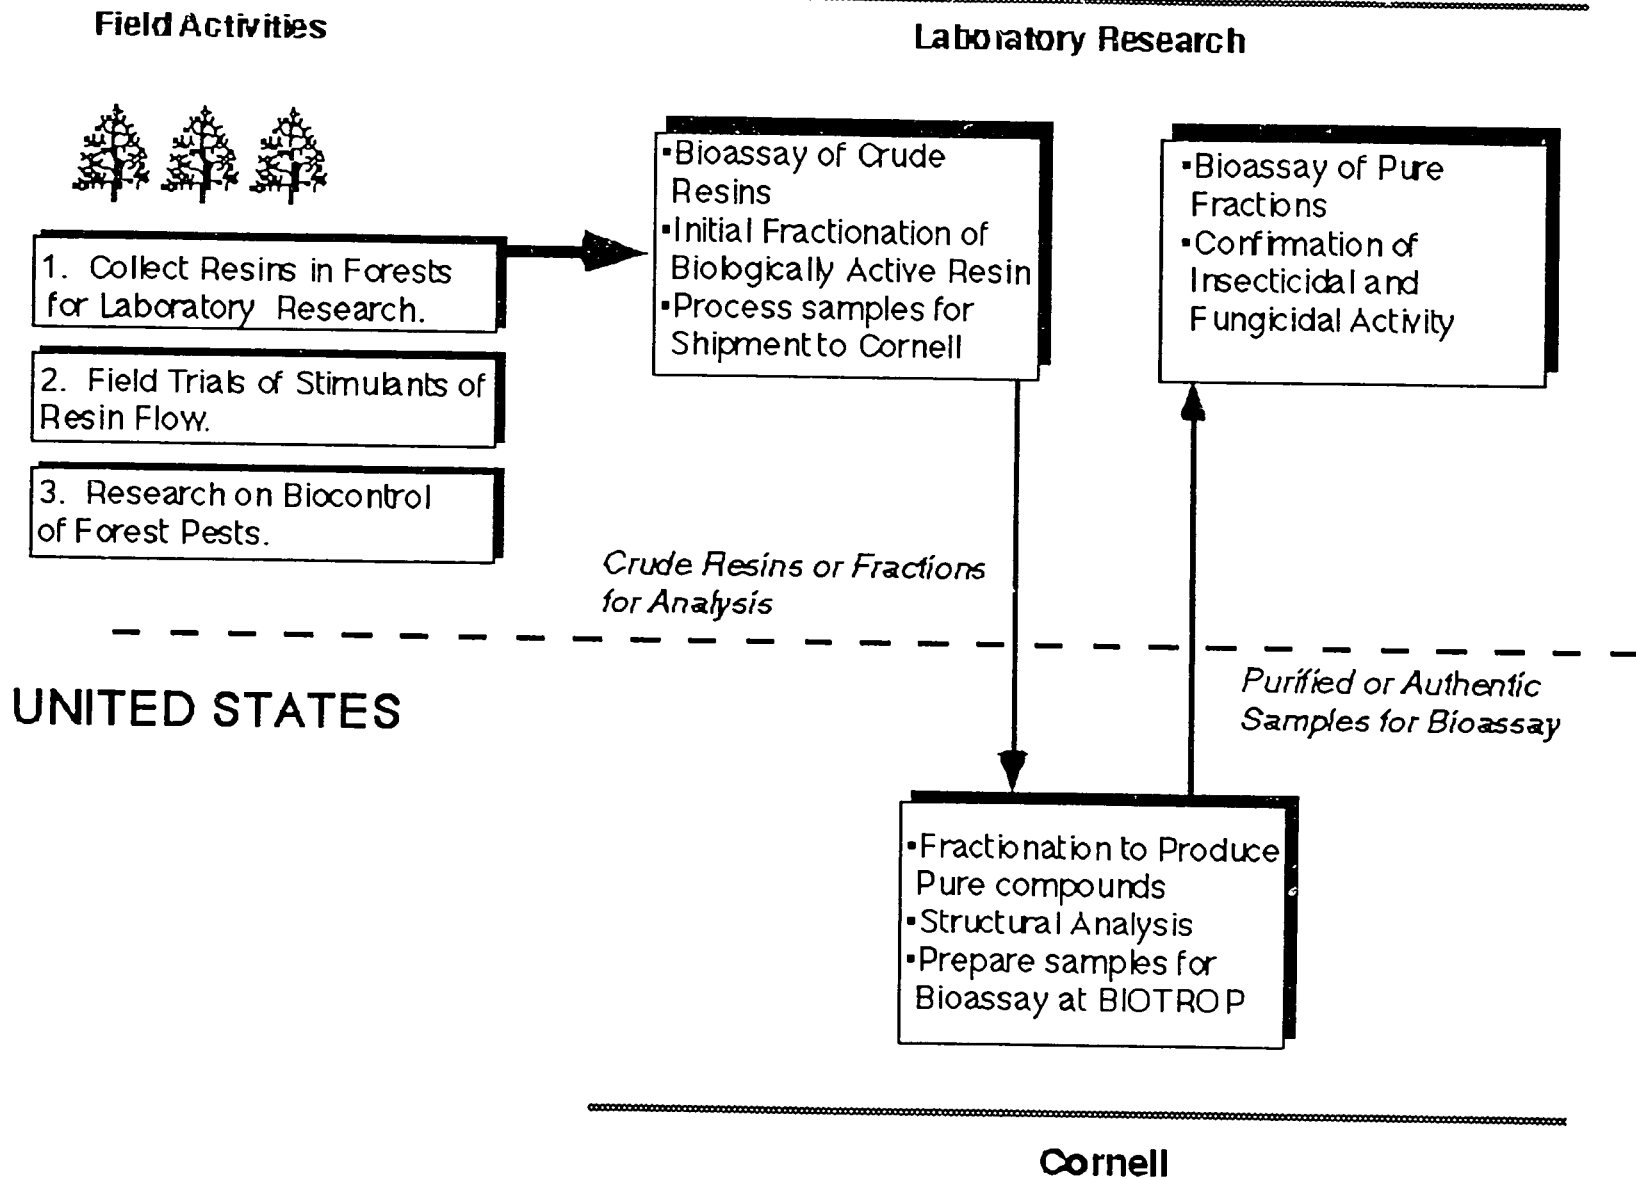 Field Activities
Laboratory Research
1. Collect Resins in Forests
for Laboratory Research.
2. Field Trials of Stimulants of
Resin Flow.
3. Research on Biocontrol
of Forest Pests.
▪Bioassay of Crude
Resins
▪Initial Fractionation of
Biologically Active Resin
▪Process samples for
Shipment to Cornell
▪Bioassay of Pure
Fractions
▪Confirmation of
Insecticidal and
Fungicidal Activity
Crude Resins or Fractions
for Analysis
UNITED STATES
Purified or Authentic
Samples for Bioassay
▪Fractionation to Produce
Pure compounds
▪Structural Analysis
▪Prepare samples for
Bioassay at BIOTROP
Cornell